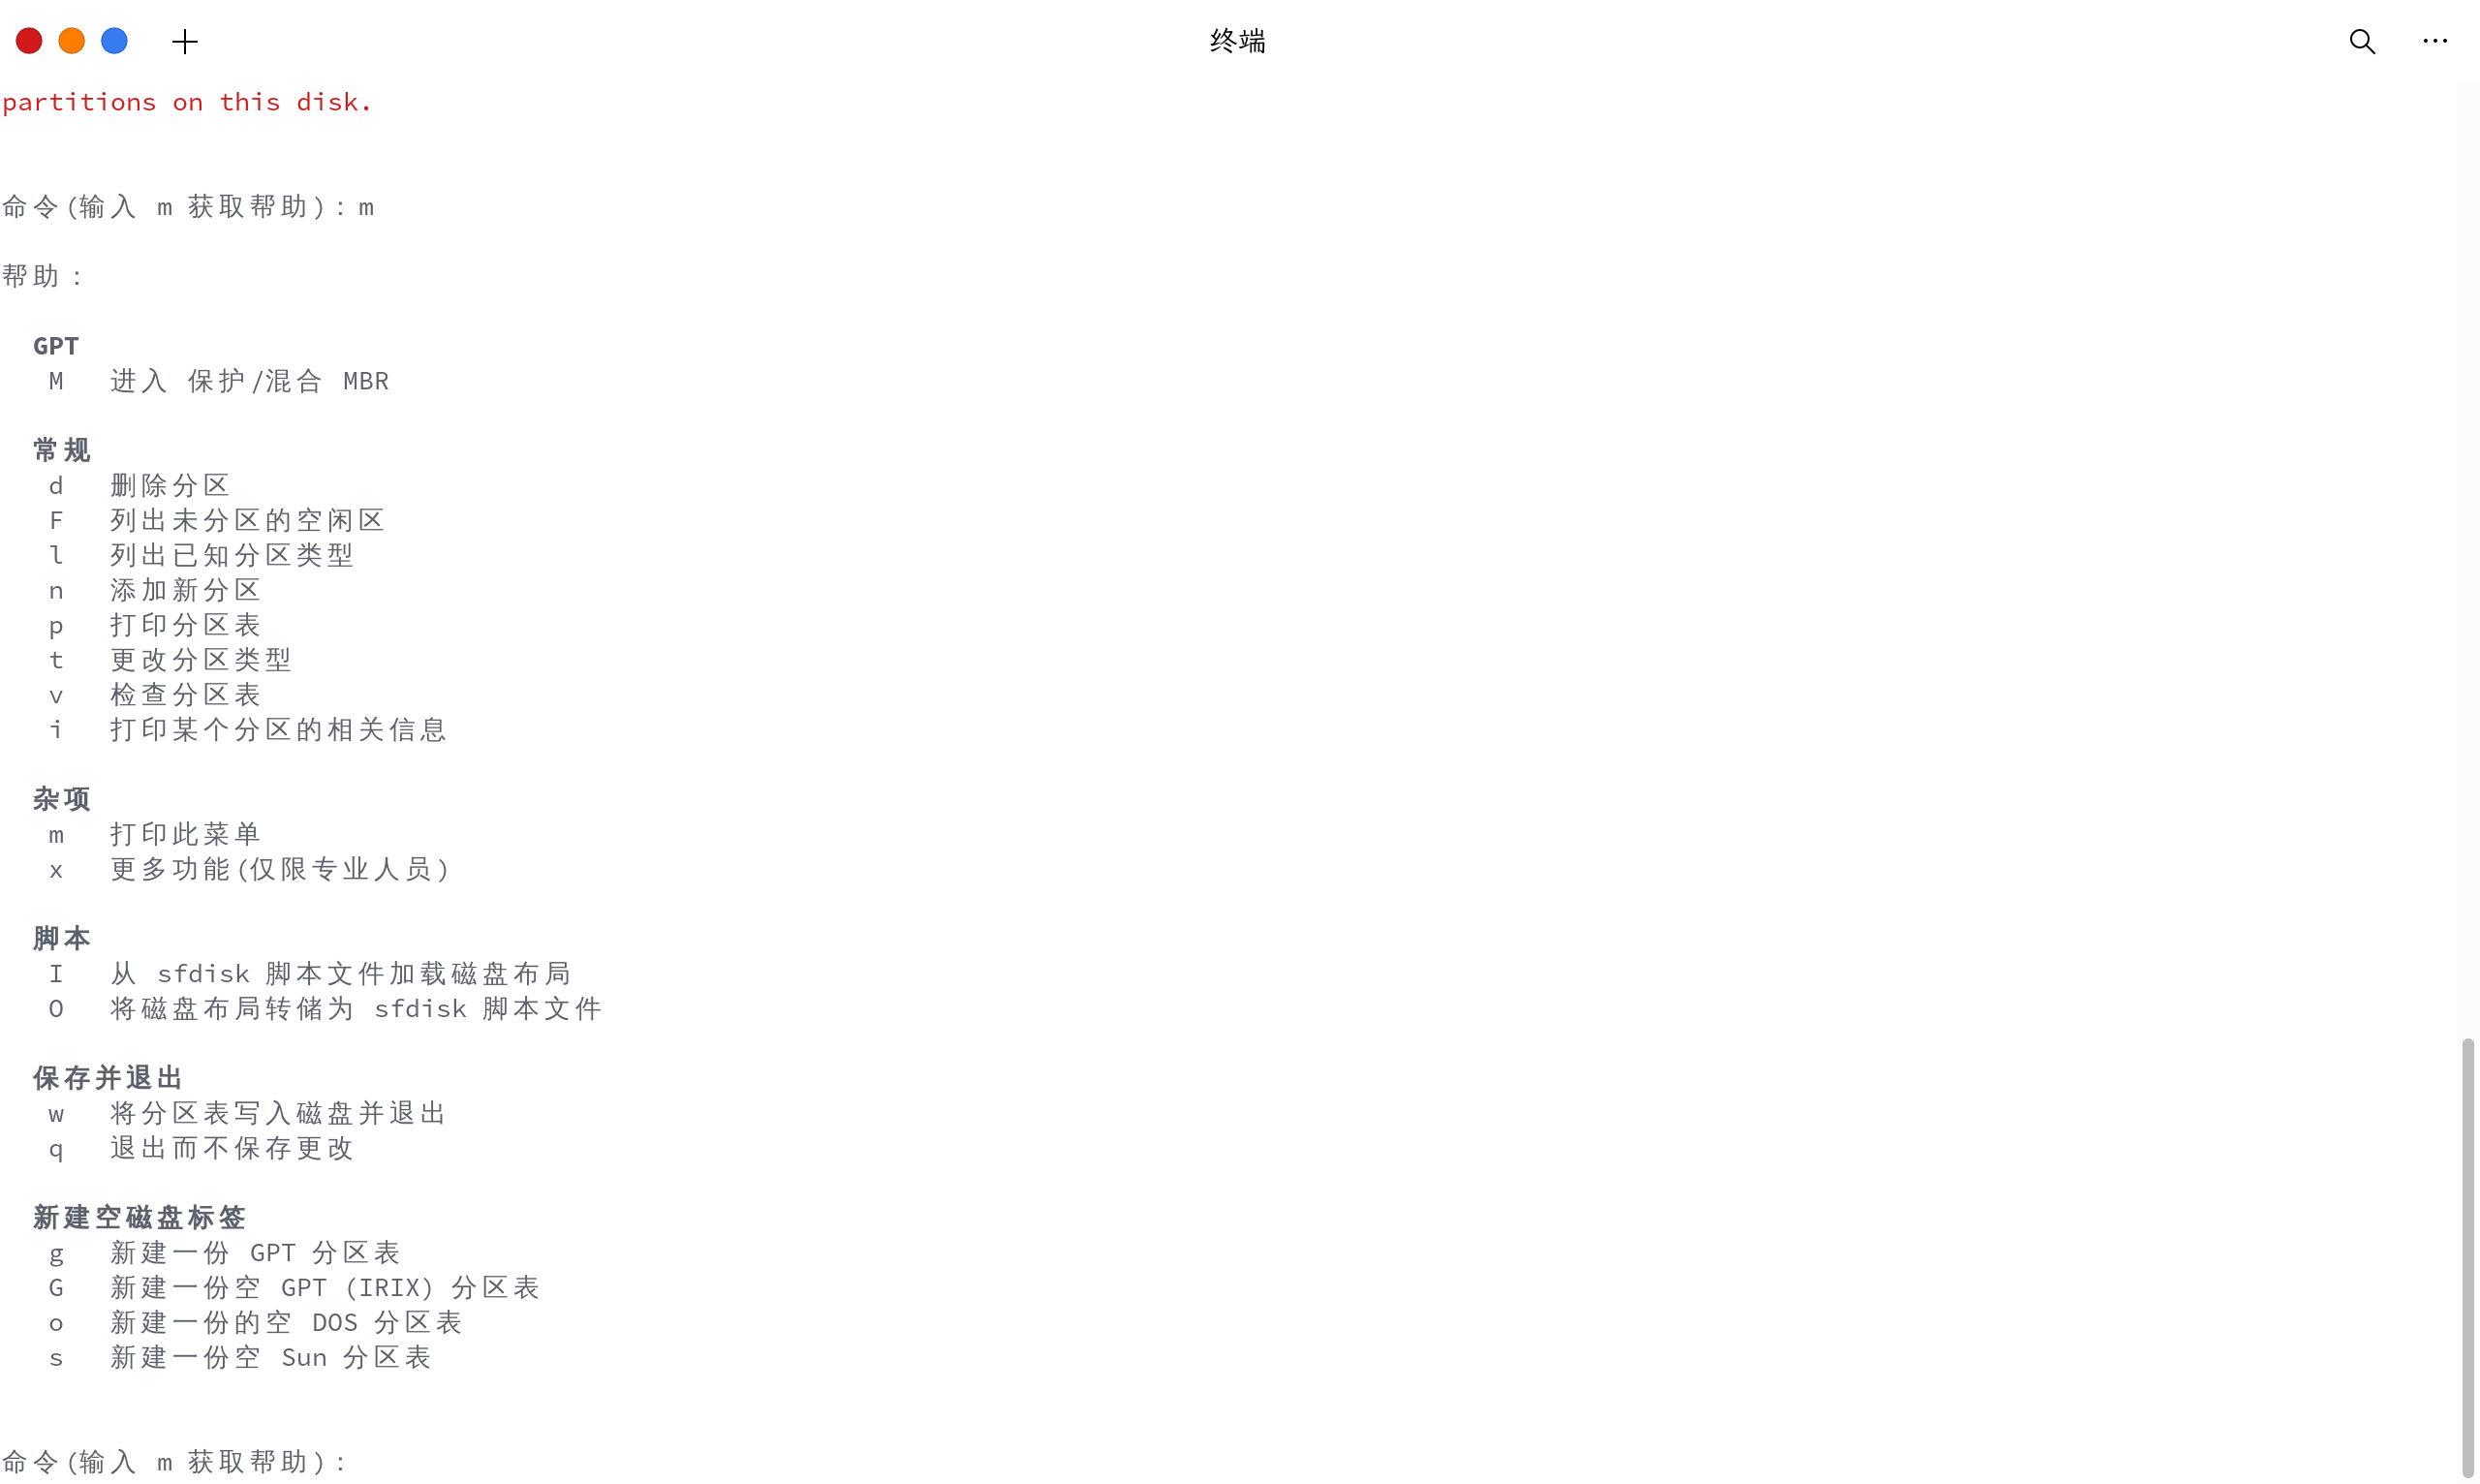 终端
partitions on this disk.
命令(输入 m 获取帮助): m
帮助:
GPT
M 进入 保护/混合 MBR
常规
d 删除分区
F 列出未分区的空闲区
l 列出已知分区类型
n 添加新分区
p 打印分区表
t 更改分区类型
v 检查分区表
i 打印某个分区的相关信息
杂项
m 打印此菜单
x 更多功能(仅限专业人员)
脚本
I 从 sfdisk 脚本文件加载磁盘布局
O 将磁盘布局转储为 sfdisk 脚本文件
保存并退出
w 将分区表写入磁盘并退出
q 退出而不保存更改
新建空磁盘标签
g 新建一份 GPT 分区表
G 新建一份空 GPT (IRIX) 分区表
o 新建一份的空 DOS 分区表
s 新建一份空 Sun 分区表
命令(输入 m 获取帮助):